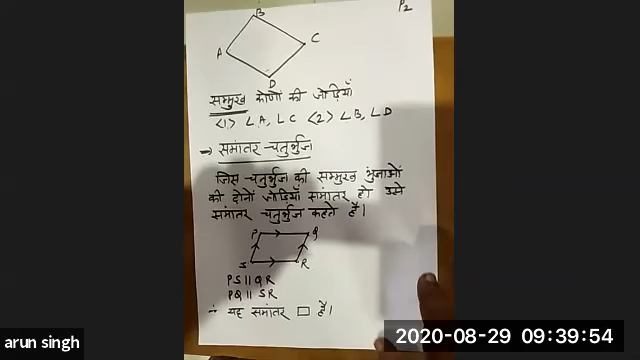 P2
B
A
C
D
सम्मुख कोणों की जोड़ियाँ
<1> ∠A, ∠C <2> ∠B, ∠D
→ समांतर चतुर्भुज
जिस चतुर्भुज की सम्मुख भुजाओं
की दोनों जोड़ियाँ समांतर हो उसे
समांतर चतुर्भुज कहते हैं।
P Q
S R
PS || QR
PQ || SR
∴ यह समांतर □ है।
arun singh
2020-08-29 09:39:54